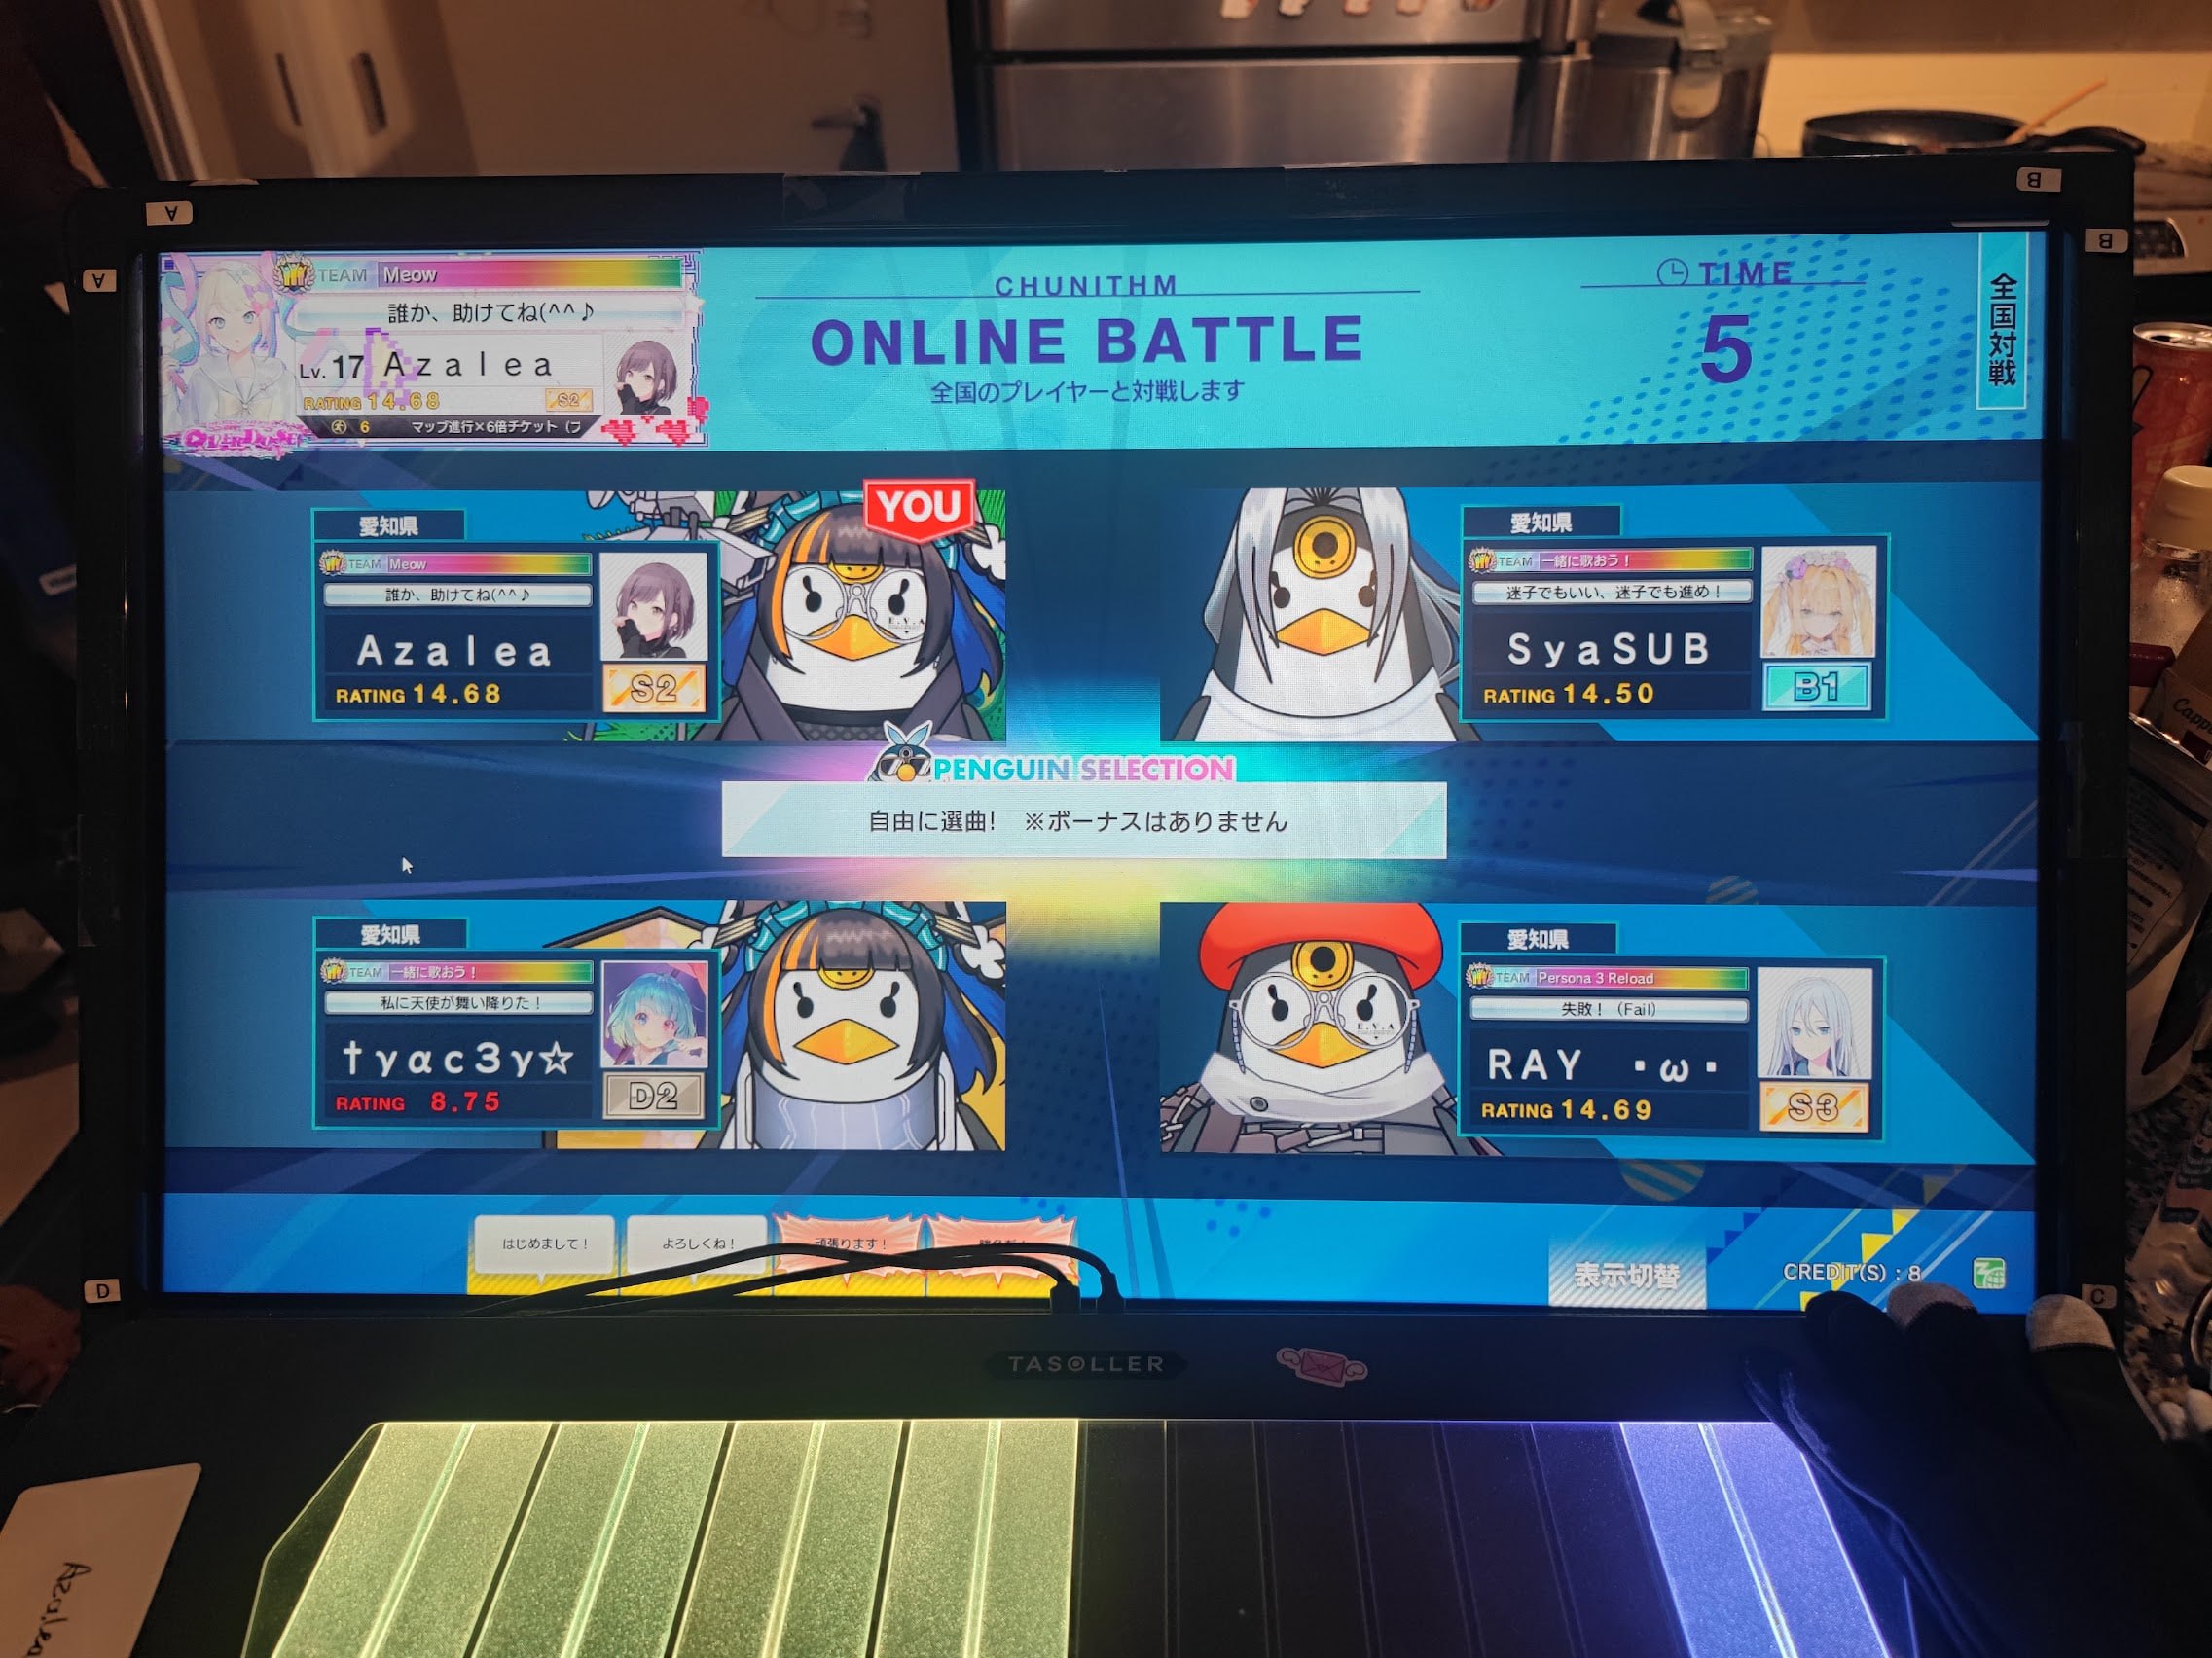 A
B
A
B
TEAM Meow
誰か、助けてね(^^♪
Lv. 17 Azalea
RATING 14.68
S2
6 マップ進行×6倍チケット（フ
CHUNITHM
ONLINE BATTLE
全国のプレイヤーと対戦します
TIME
5
全国対戦
愛知県
YOU
TEAM Meow
誰か、助けてね(^^♪
Azalea
RATING 14.68
S2
E.V.A
愛知県
TEAM 一緒に歌おう！
迷子でもいい、迷子でも進め！
SyaSUB
RATING 14.50
B1
PENGUIN SELECTION
自由に選曲!　※ボーナスはありません
愛知県
TEAM 一緒に歌おう！
私に天使が舞い降りた！
†γαc3γ☆
RATING 8.75
D2
愛知県
TEAM Persona 3 Reload
失敗！（Fail）
RAY ・ω・
RATING 14.69
S3
E.V.A
はじめまして！
よろしくね！
頑張ります！
表示切替
CREDIT(S) : 8
D
C
TASOLLER
Azalea